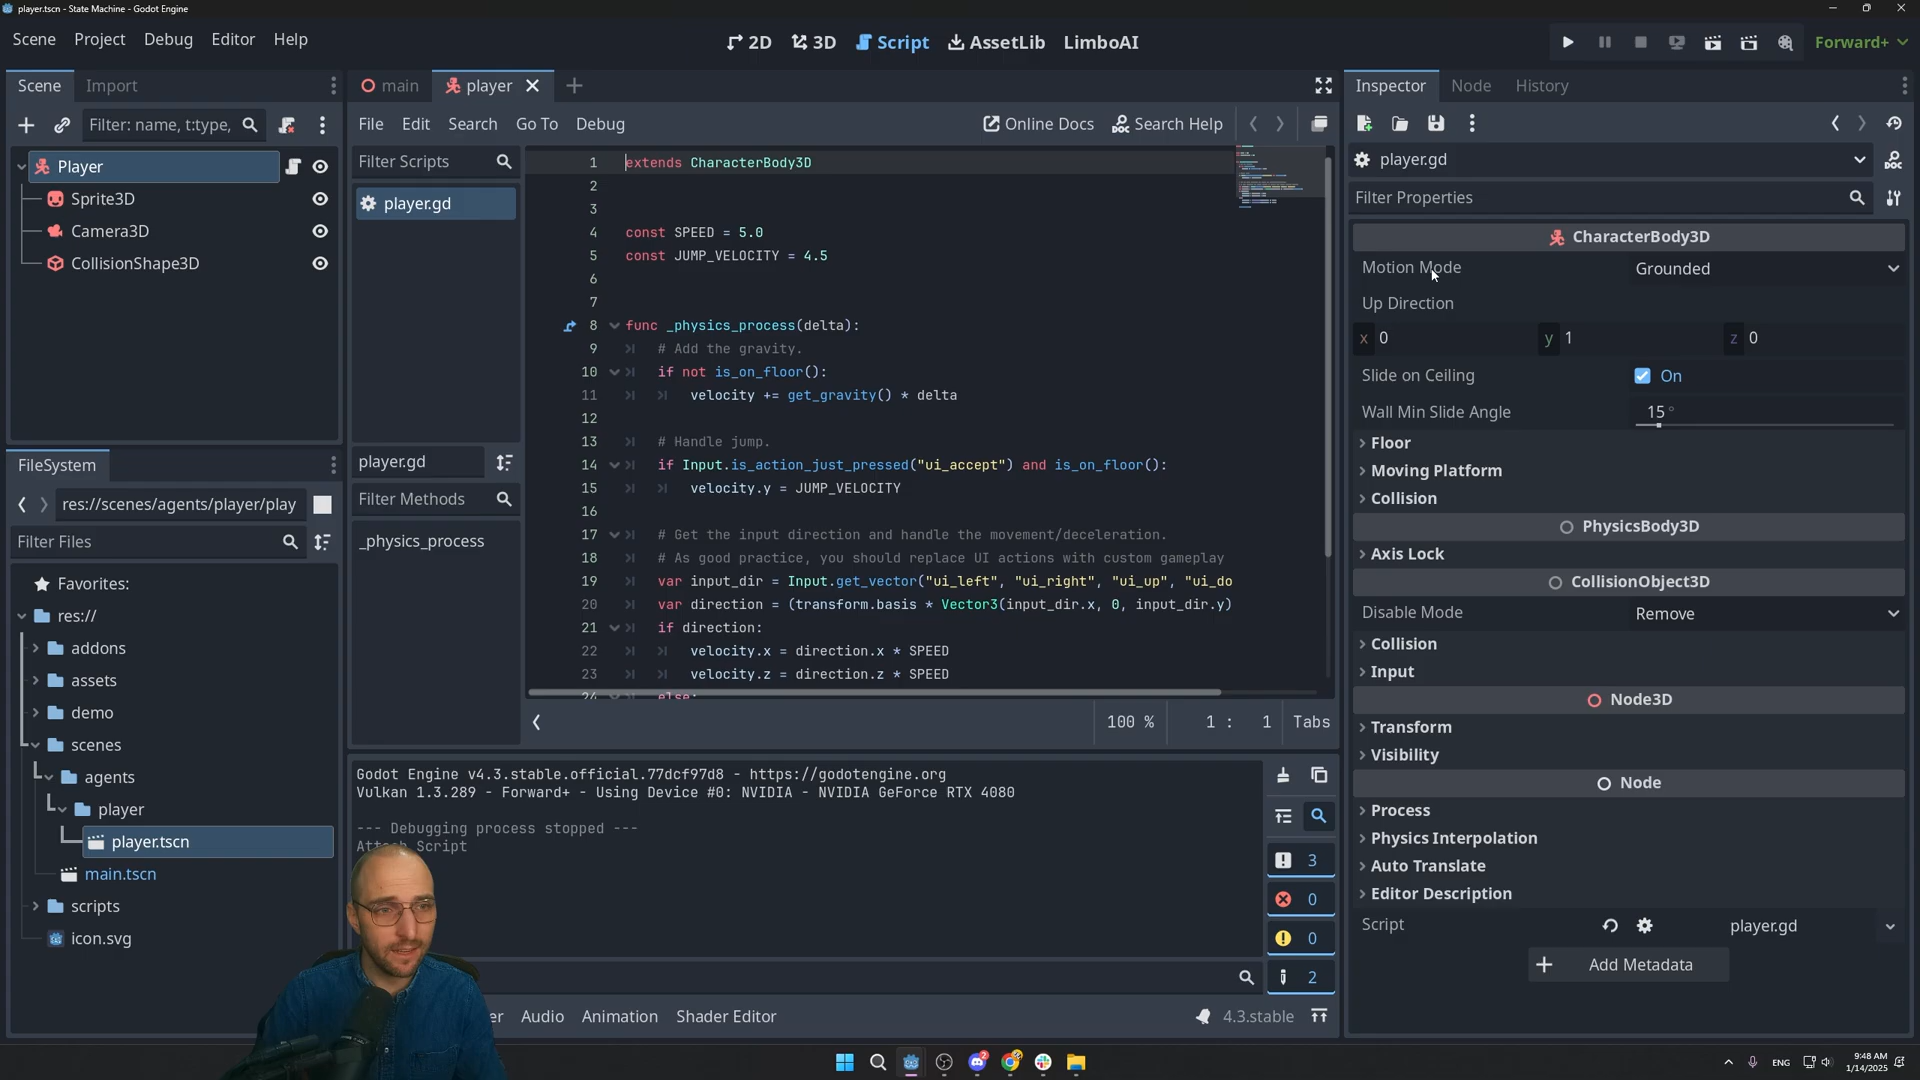 player.tscn - State Machine - Godot Engine
Scene Project Debug Editor Help
2D 3D Script AssetLib LimboAI
Forward+
Scene Import
Filter: name, t:type,
Player
Sprite3D
Camera3D
CollisionShape3D
FileSystem
res://scenes/agents/player/play
Filter Files
Favorites:
res://
addons
assets
demo
scenes
agents
player
player.tscn
main.tscn
scripts
icon.svg
main player
File Edit Search Go To Debug
Online Docs Search Help
Filter Scripts
player.gd
player.gd
Filter Methods
_physics_process
1 extends CharacterBody3D
2
3
4 const SPEED = 5.0
5 const JUMP_VELOCITY = 4.5
6
7
8 func _physics_process(delta):
9 # Add the gravity.
10 if not is_on_floor():
11 velocity += get_gravity() * delta
12
13 # Handle jump.
14 if Input.is_action_just_pressed("ui_accept") and is_on_floor():
15 velocity.y = JUMP_VELOCITY
16
17 # Get the input direction and handle the movement/deceleration.
18 # As good practice, you should replace UI actions with custom gameplay
19 var input_dir = Input.get_vector("ui_left", "ui_right", "ui_up", "ui_do
20 var direction = (transform.basis * Vector3(input_dir.x, 0, input_dir.y)
21 if direction:
22 velocity.x = direction.x * SPEED
23 velocity.z = direction.z * SPEED
24 else:
100 % 1 : 1 Tabs
Godot Engine v4.3.stable.official.77dcf97d8 - https://godotengine.org
Vulkan 1.3.289 - Forward+ - Using Device #0: NVIDIA - NVIDIA GeForce RTX 4080
--- Debugging process stopped ---
Attach Script
3
0
0
2
er Audio Animation Shader Editor
4.3.stable
Inspector Node History
player.gd
Filter Properties
CharacterBody3D
Motion Mode Grounded
Up Direction
x 0 y 1 z 0
Slide on Ceiling On
Wall Min Slide Angle 15 °
Floor
Moving Platform
Collision
PhysicsBody3D
Axis Lock
CollisionObject3D
Disable Mode Remove
Collision
Input
Node3D
Transform
Visibility
Node
Process
Physics Interpolation
Auto Translate
Editor Description
Script player.gd
Add Metadata
2
ENG
9:48 AM
1/14/2025